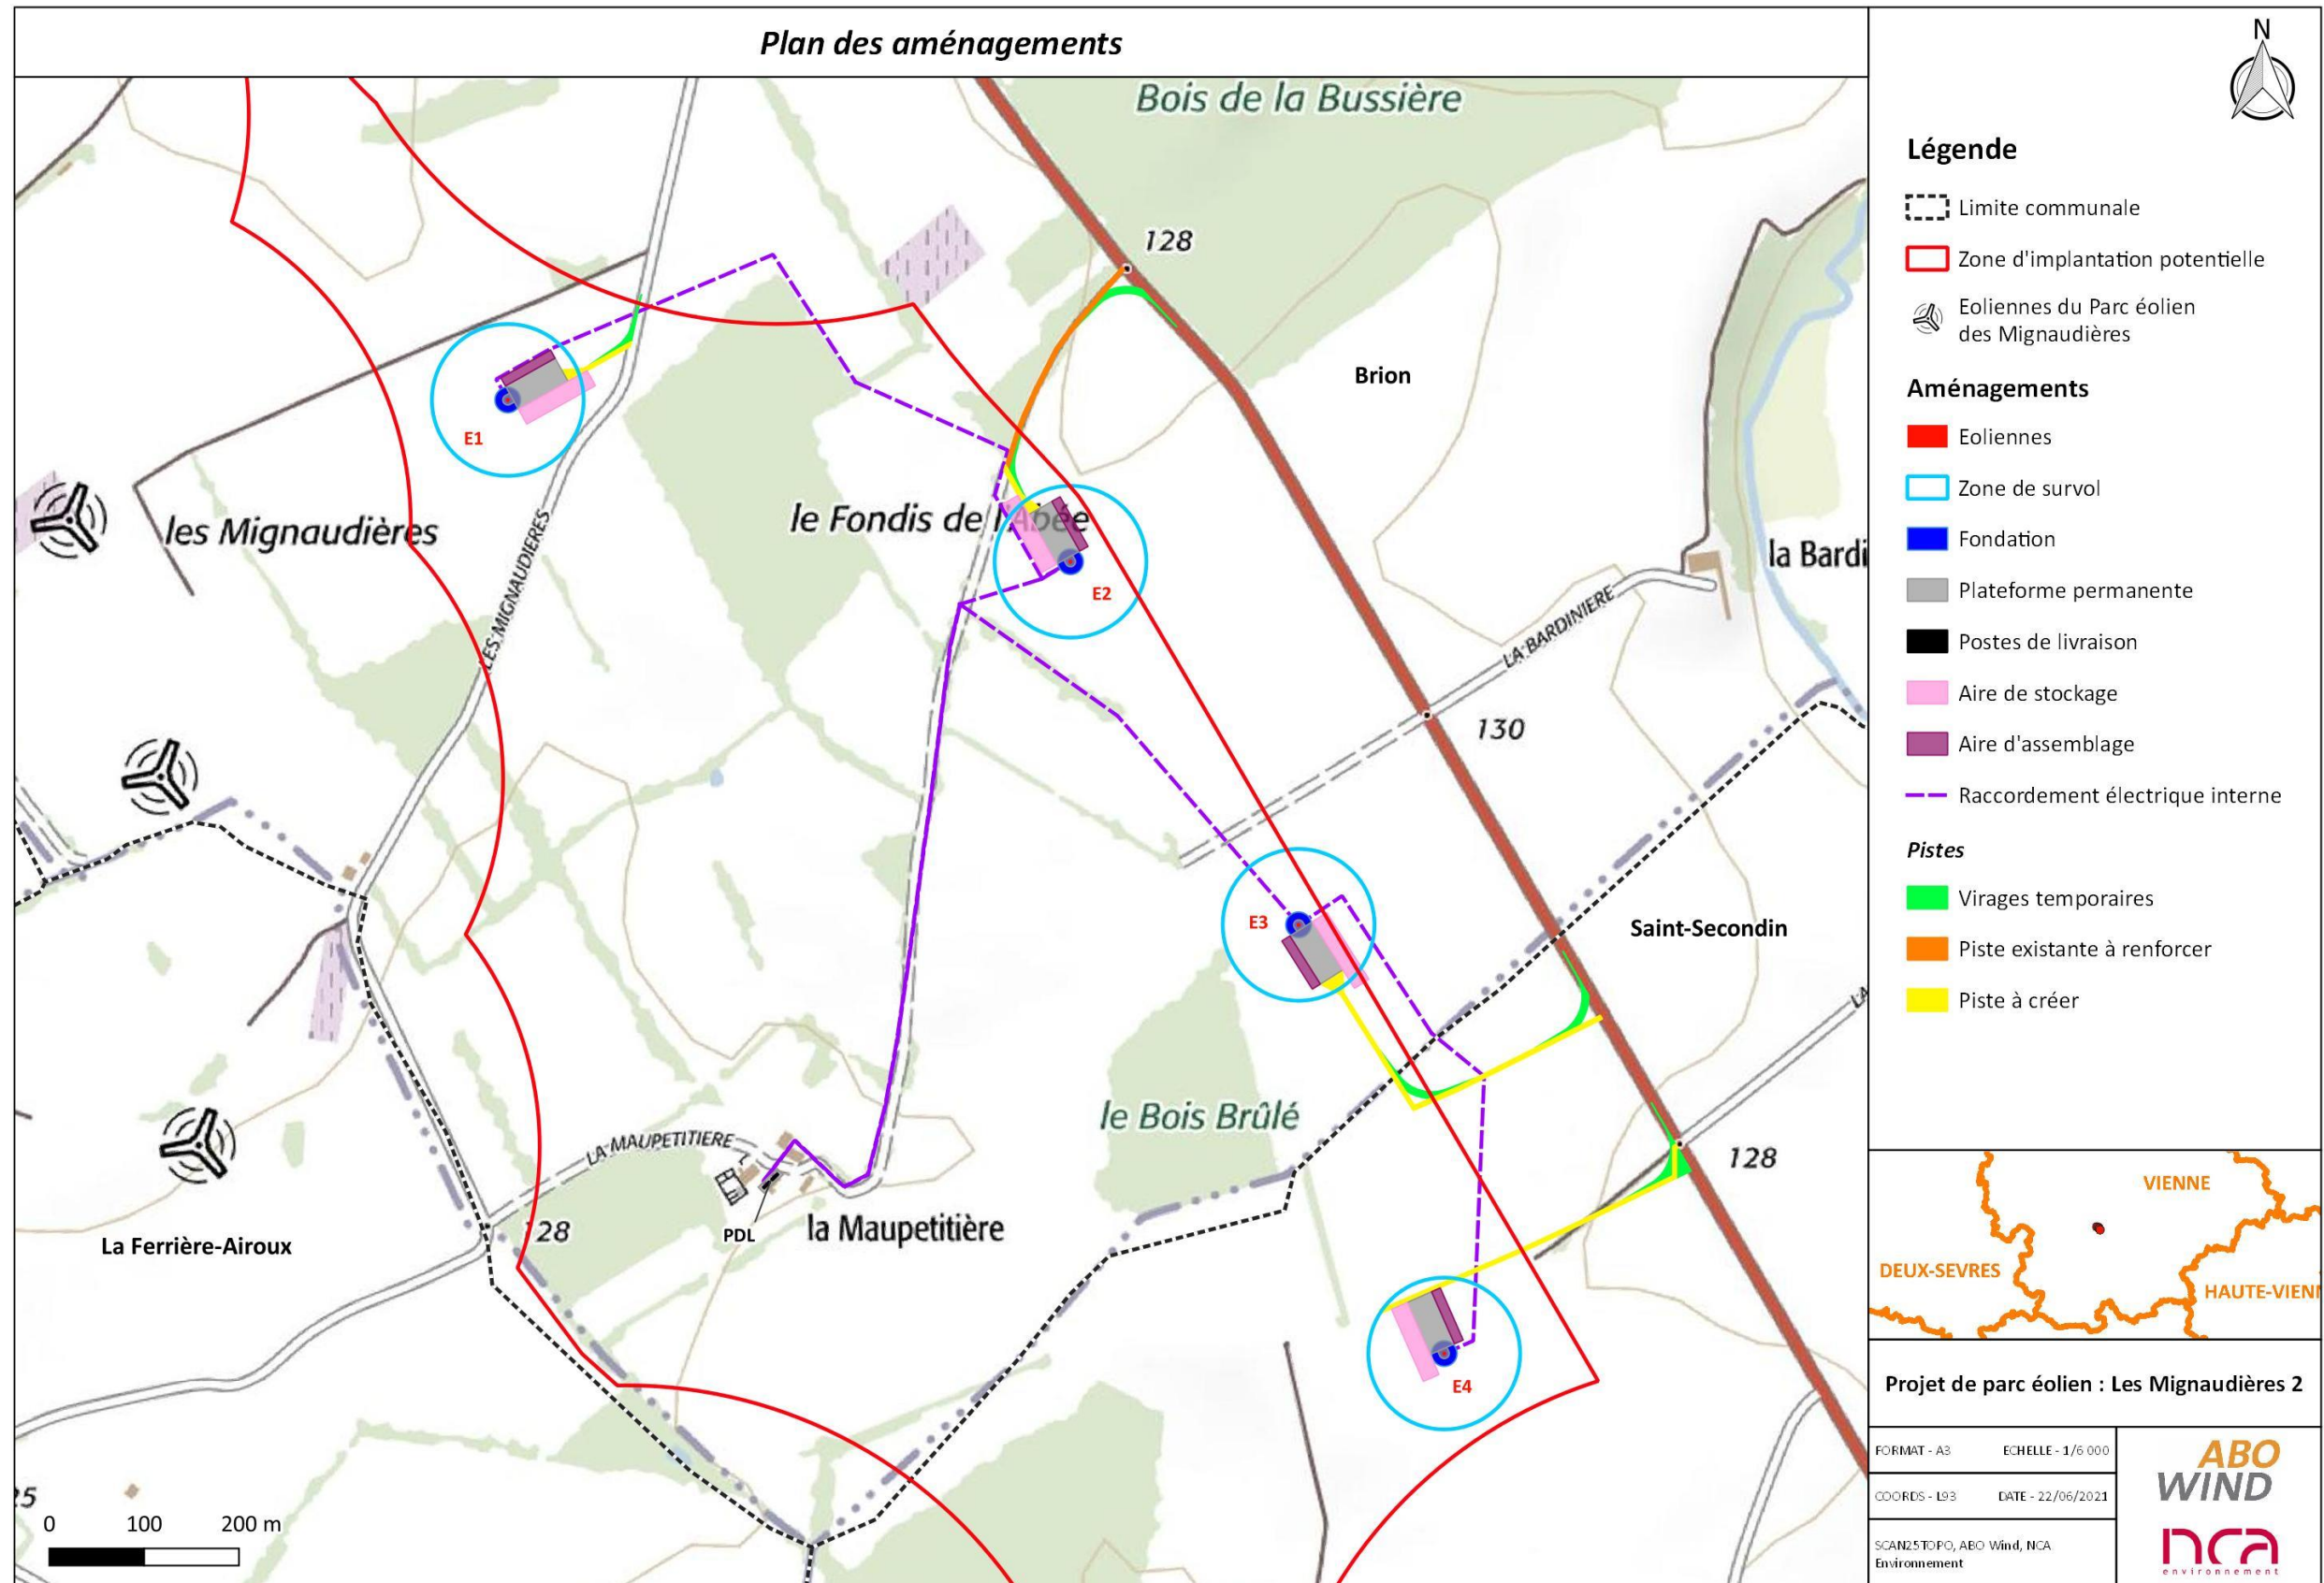 Plan des aménagements
N
Bois de la Bussière
128
Brion
E1
les Mignaudières
LES MIGNAUDIERES
le Fondis de l'Abée
E2
la Bardi
LA BARDINIERE
130
E3
Saint-Secondin
LA MAUPETITIERE
le Bois Brûlé
128
La Ferrière-Airoux
128
PDL
la Maupetitière
E4
0 100 200 m
Légende
Limite communale
Zone d'implantation potentielle
Eoliennes du Parc éolien
des Mignaudières
Aménagements
Eoliennes
Zone de survol
Fondation
Plateforme permanente
Postes de livraison
Aire de stockage
Aire d'assemblage
Raccordement électrique interne
Pistes
Virages temporaires
Piste existante à renforcer
Piste à créer
VIENNE
DEUX-SEVRES
HAUTE-VIEN
Projet de parc éolien : Les Mignaudières 2
FORMAT - A3 ECHELLE - 1/6 000
COORDS - L93 DATE - 22/06/2021
SCAN25TOPO, ABO Wind, NCA
Environnement
ABO
WIND
nca
environnement